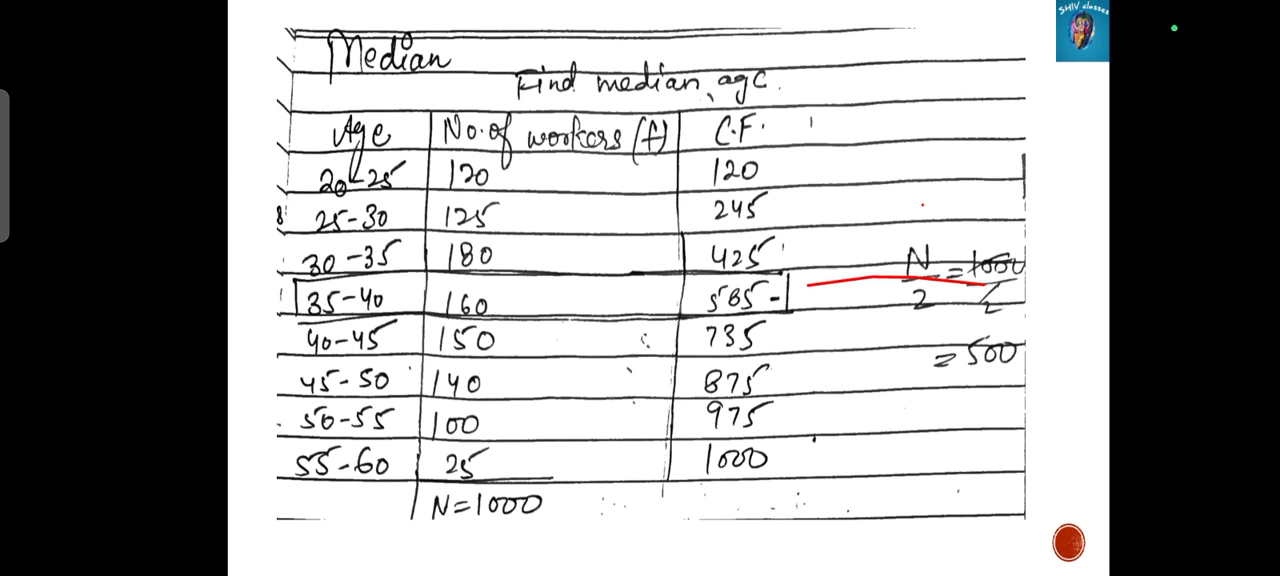 SHIV classes
Median
Find median age.
Age No. of workers (f) C.F.
20-25 120 120
25-30 125 245
30-35 180 425
35-40 160 585
40-45 150 735
45-50 140 875
50-55 100 975
55-60 25 1000
N=1000
N/2 = 1000/2
= 500